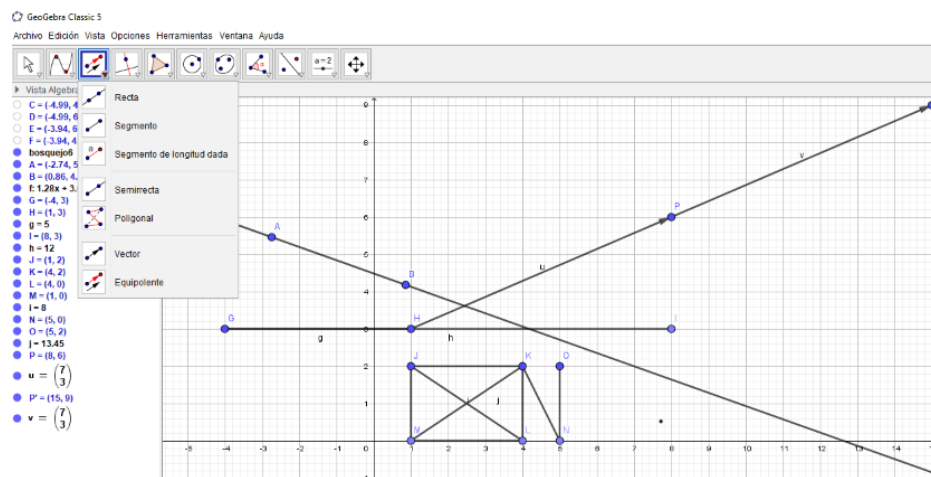 GeoGebra Classic 5
Archivo Edición Vista Opciones Herramientas Ventana Ayuda
a=2
Vista Algebra
C = (-4.99, 4
D = (-4.99, 6
E = (-3.94, 6
F = (-3.94, 4
bosquejo6
A = (-2.74, 5
B = (0.86, 4.
f: 1.28x + 3.
G = (-4, 3)
H = (1, 3)
g = 5
I = (8, 3)
h = 12
J = (1, 2)
K = (4, 2)
L = (4, 0)
M = (1, 0)
i = 8
N = (5, 0)
O = (5, 2)
j = 13.45
P = (8, 6)
u = (7 3)
P' = (15, 9)
v = (7 3)
Recta
a
Segmento
Segmento de longitud dada
Semirrecta
Poligonal
Vector
Equipolente
9
8
7
6
5
4
3
2
1
-1
v
P
A
u
B
G
H
I
g
h
J
K
O
i
j
M
L
N
-5 -4 -3 -2 -1 0 1 2 3 4 5 6 7 8 9 10 11 12 13 14